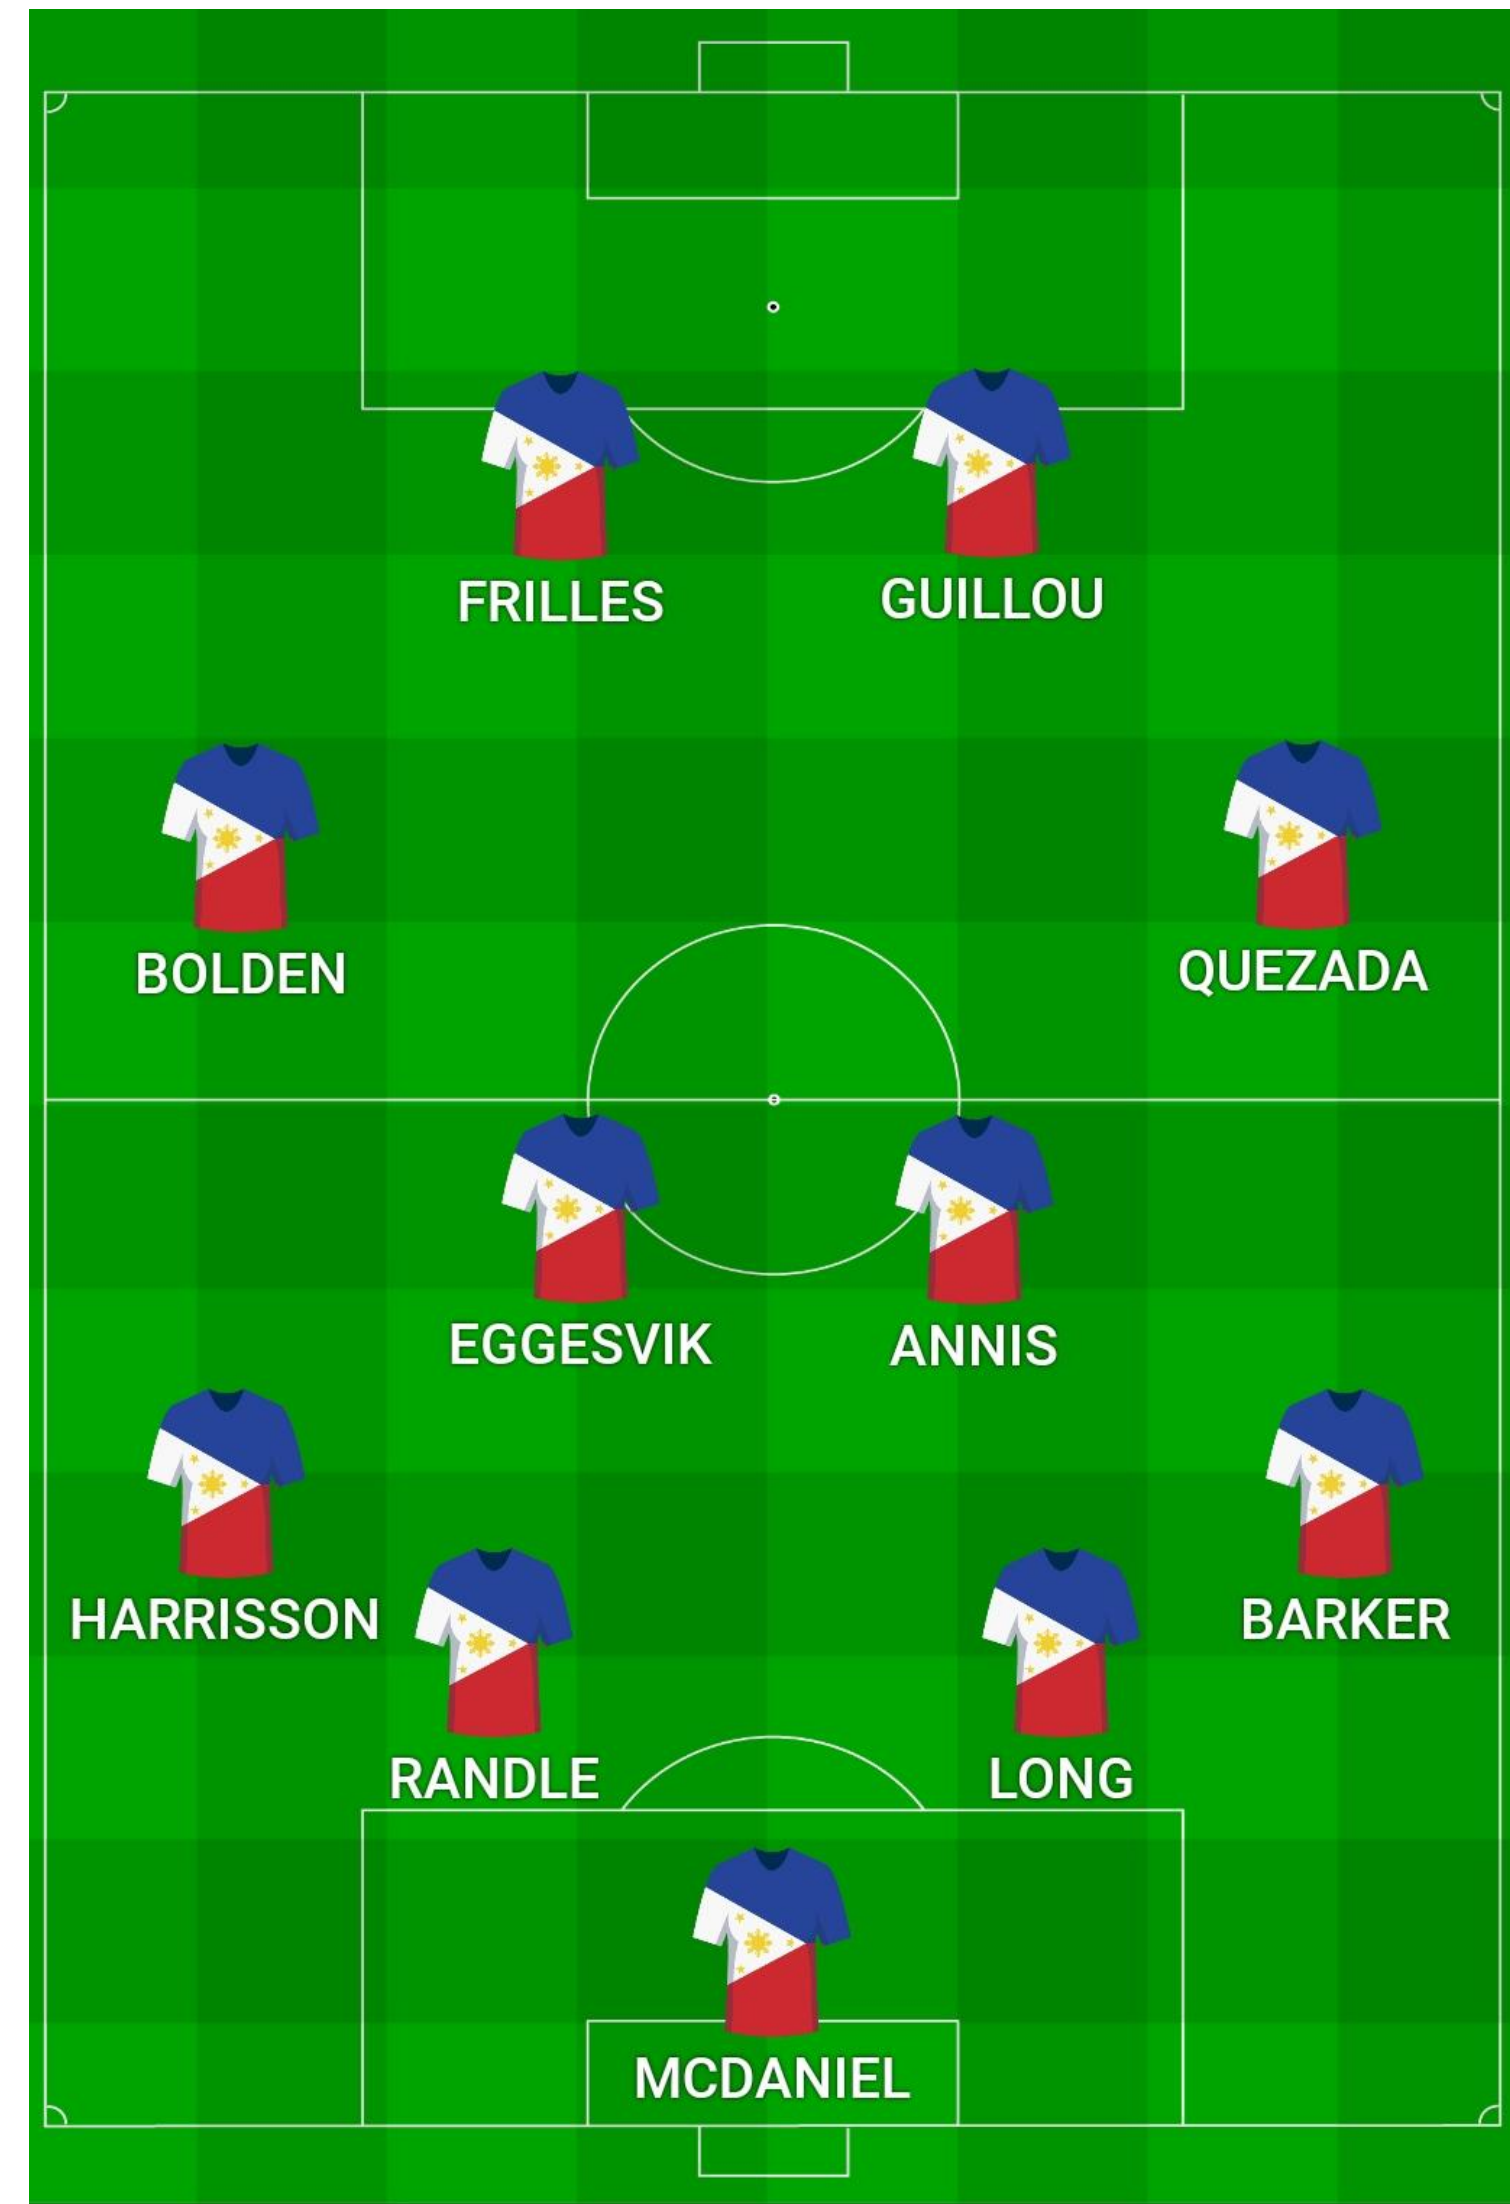 FRILLES
GUILLOU
BOLDEN
QUEZADA
EGGESVIK
ANNIS
HARRISSON
BARKER
RANDLE
LONG
MCDANIEL